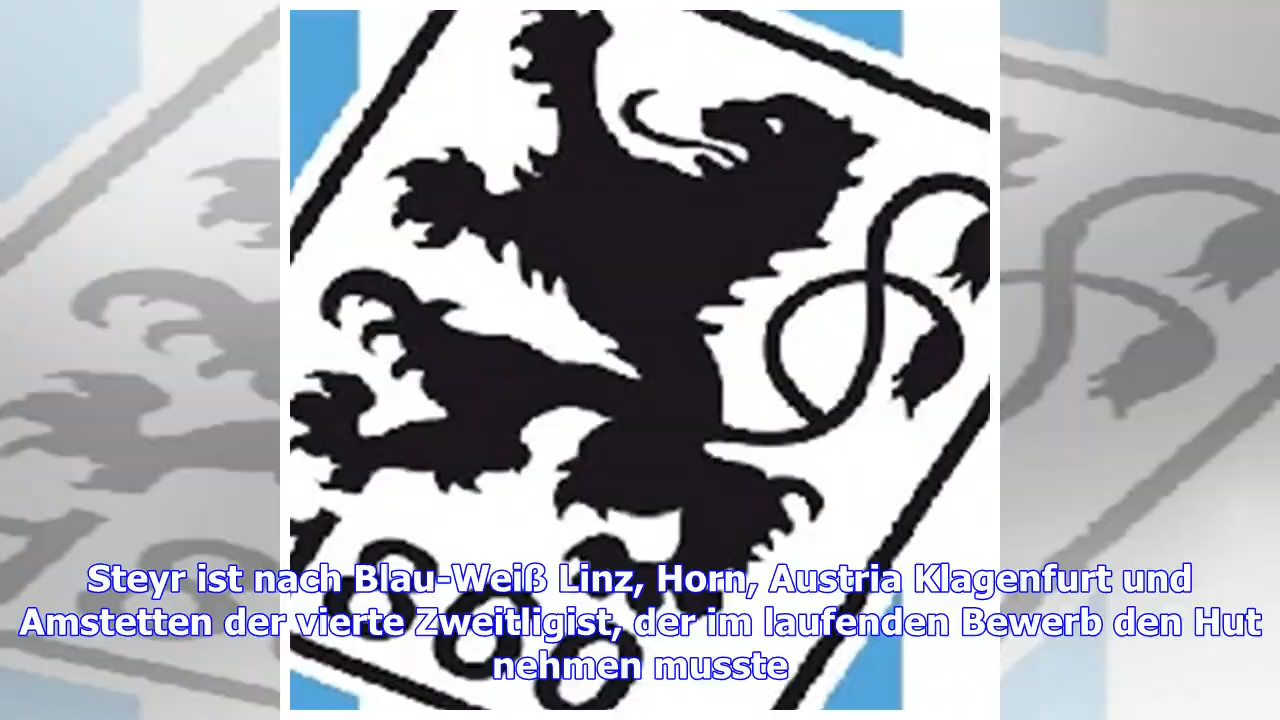 1860
Steyr ist nach Blau-Weiß Linz, Horn, Austria Klagenfurt und
Amstetten der vierte Zweitligist, der im laufenden Bewerb den Hut
nehmen musste